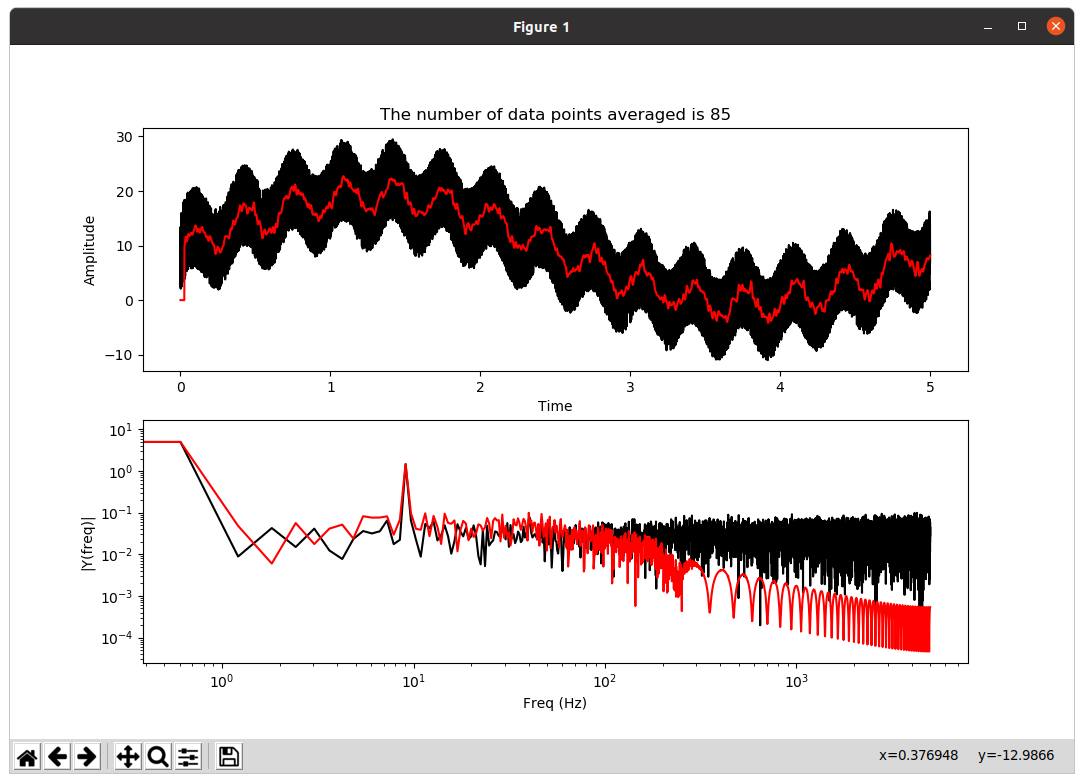 Figure 1
The number of data points averaged is 85
30
20
10
0
−10
Amplitude
0 1 2 3 4 5
Time
10¹
10⁰
10⁻¹
10⁻²
10⁻³
10⁻⁴
|Y(freq)|
10⁰ 10¹ 10² 10³
Freq (Hz)
x=0.376948 y=-12.9866